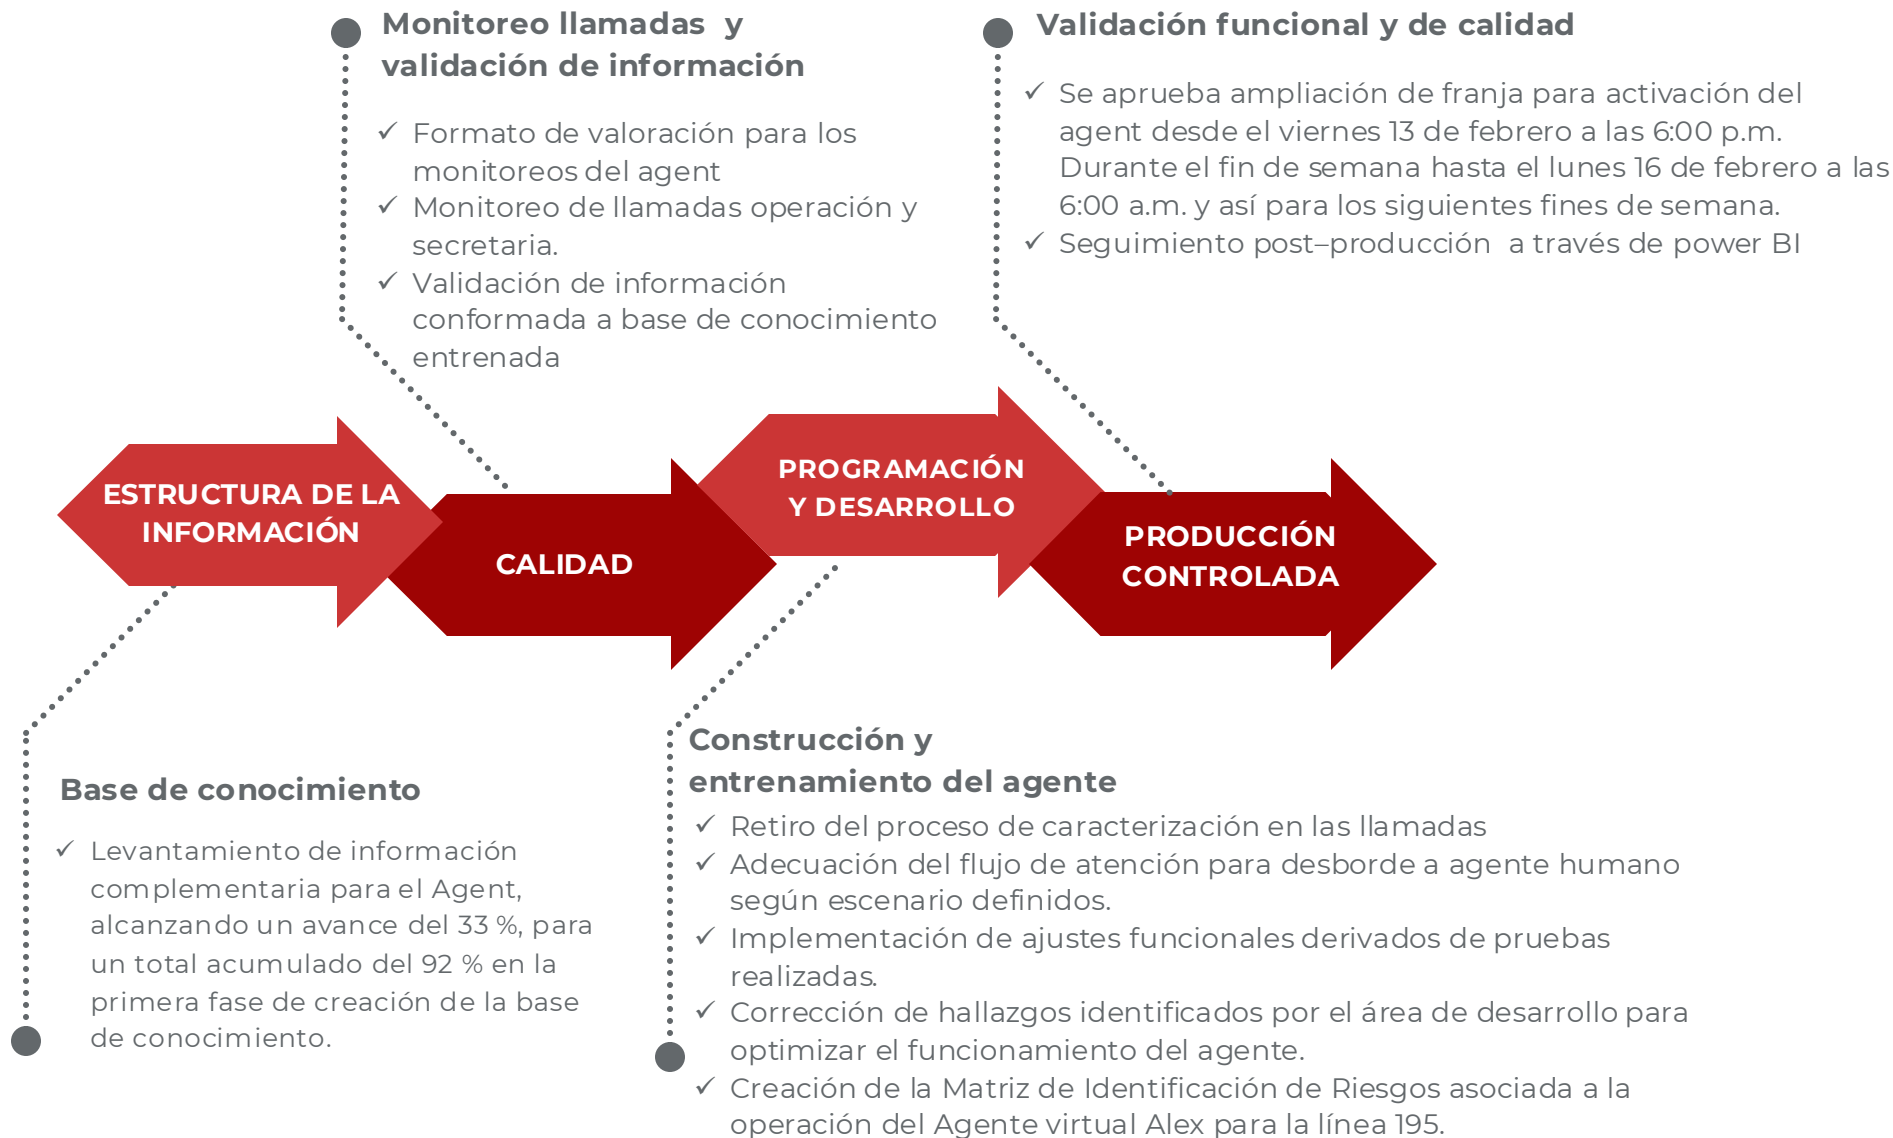 Monitoreo llamadas y
validación de información
✓ Formato de valoración para los
monitoreos del agent
✓ Monitoreo de llamadas operación y
secretaria.
✓ Validación de información
conformada a base de conocimiento
entrenada
Validación funcional y de calidad
✓ Se aprueba ampliación de franja para activación del
agent desde el viernes 13 de febrero a las 6:00 p.m.
Durante el fin de semana hasta el lunes 16 de febrero a las
6:00 a.m. y así para los siguientes fines de semana.
✓ Seguimiento post–producción a través de power BI
ESTRUCTURA DE LA
INFORMACIÓN
CALIDAD
PROGRAMACIÓN
Y DESARROLLO
PRODUCCIÓN
CONTROLADA
Base de conocimiento
✓ Levantamiento de información
complementaria para el Agent,
alcanzando un avance del 33 %, para
un total acumulado del 92 % en la
primera fase de creación de la base
de conocimiento.
Construcción y
entrenamiento del agente
✓ Retiro del proceso de caracterización en las llamadas
✓ Adecuación del flujo de atención para desborde a agente humano
según escenario definidos.
✓ Implementación de ajustes funcionales derivados de pruebas
realizadas.
✓ Corrección de hallazgos identificados por el área de desarrollo para
optimizar el funcionamiento del agente.
✓ Creación de la Matriz de Identificación de Riesgos asociada a la
operación del Agente virtual Alex para la línea 195.